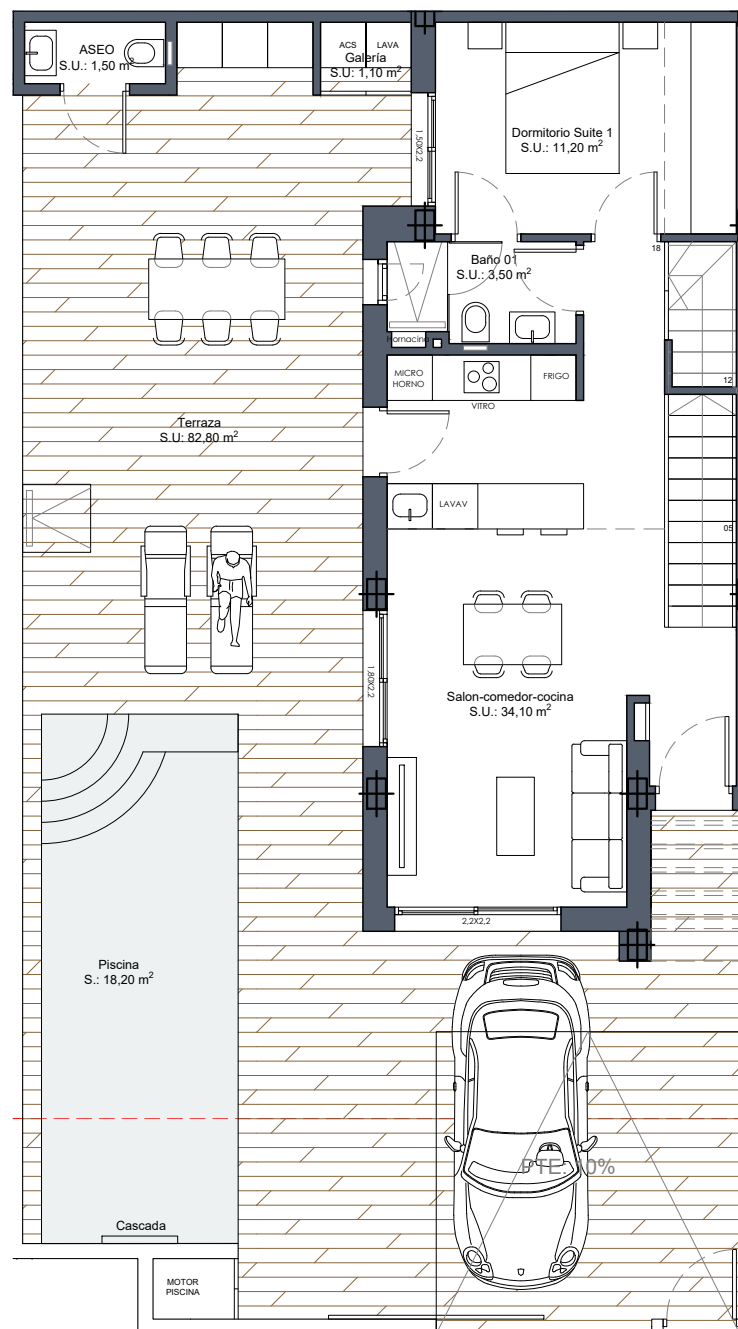 ASEO
S.U.: 1,50 m²
ACS
LAVA
Galería
S.U: 1,10 m²
1,50X2,2
Dormitorio Suite 1
S.U.: 11,20 m²
Baño 01
S.U.: 3,50 m²
18
Hornacina
MICRO
HORNO
VITRO
FRIGO
12
Terraza
S.U: 82,80 m²
LAVAV
05
1,80X2,2
Salon-comedor-cocina
S.U.: 34,10 m²
2,2X2,2
Piscina
S.: 18,20 m²
PTE: 10%
Cascada
MOTOR
PISCINA